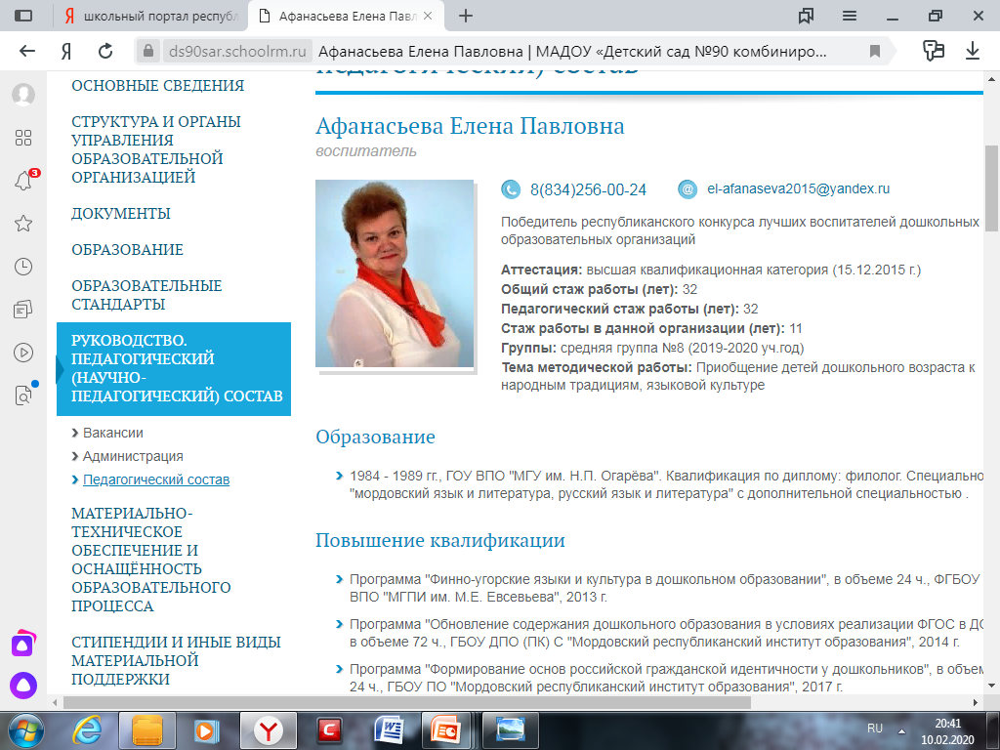 школьный портал республ
Афанасьева Елена Павл
ds90sar.schoolrm.ru Афанасьева Елена Павловна | МАДОУ «Детский сад №90 комбиниро...
3
педагогический) состав
ОСНОВНЫЕ СВЕДЕНИЯ
СТРУКТУРА И ОРГАНЫ
УПРАВЛЕНИЯ
ОБРАЗОВАТЕЛЬНОЙ
ОРГАНИЗАЦИЕЙ
ДОКУМЕНТЫ
ОБРАЗОВАНИЕ
ОБРАЗОВАТЕЛЬНЫЕ
СТАНДАРТЫ
РУКОВОДСТВО.
ПЕДАГОГИЧЕСКИЙ
(НАУЧНО-
ПЕДАГОГИЧЕСКИЙ) СОСТАВ
Вакансии
Администрация
Педагогический состав
МАТЕРИАЛЬНО-
ТЕХНИЧЕСКОЕ
ОБЕСПЕЧЕНИЕ И
ОСНАЩЁННОСТЬ
ОБРАЗОВАТЕЛЬНОГО
ПРОЦЕССА
СТИПЕНДИИ И ИНЫЕ ВИДЫ
МАТЕРИАЛЬНОЙ
ПОДДЕРЖКИ
Афанасьева Елена Павловна
воспитатель
8(834)256-00-24
el-afanaseva2015@yandex.ru
Победитель республиканского конкурса лучших воспитателей дошкольных
образовательных организаций
Аттестация: высшая квалификационная категория (15.12.2015 г.)
Общий стаж работы (лет): 32
Педагогический стаж работы (лет): 32
Стаж работы в данной организации (лет): 11
Группы: средняя группа №8 (2019-2020 уч.год)
Тема методической работы: Приобщение детей дошкольного возраста к
народным традициям, языковой культуре
Образование
1984 - 1989 гг., ГОУ ВПО "МГУ им. Н.П. Огарёва". Квалификация по диплому: филолог. Специально
"мордовский язык и литература, русский язык и литература" с дополнительной специальностью .
Повышение квалификации
Программа "Финно-угорские языки и культура в дошкольном образовании", в объеме 24 ч., ФГБОУ
ВПО "МГПИ им. М.Е. Евсевьева", 2013 г.
Программа "Обновление содержания дошкольного образования в условиях реализации ФГОС в ДО
в объеме 72 ч., ГБОУ ДПО (ПК) С "Мордовский республиканский институт образования", 2014 г.
Программа "Формирование основ российской гражданской идентичности у дошкольников", в объем
24 ч., ГБОУ ПО "Мордовский республиканский институт образования", 2017 г.
RU
20:41
10.02.2020